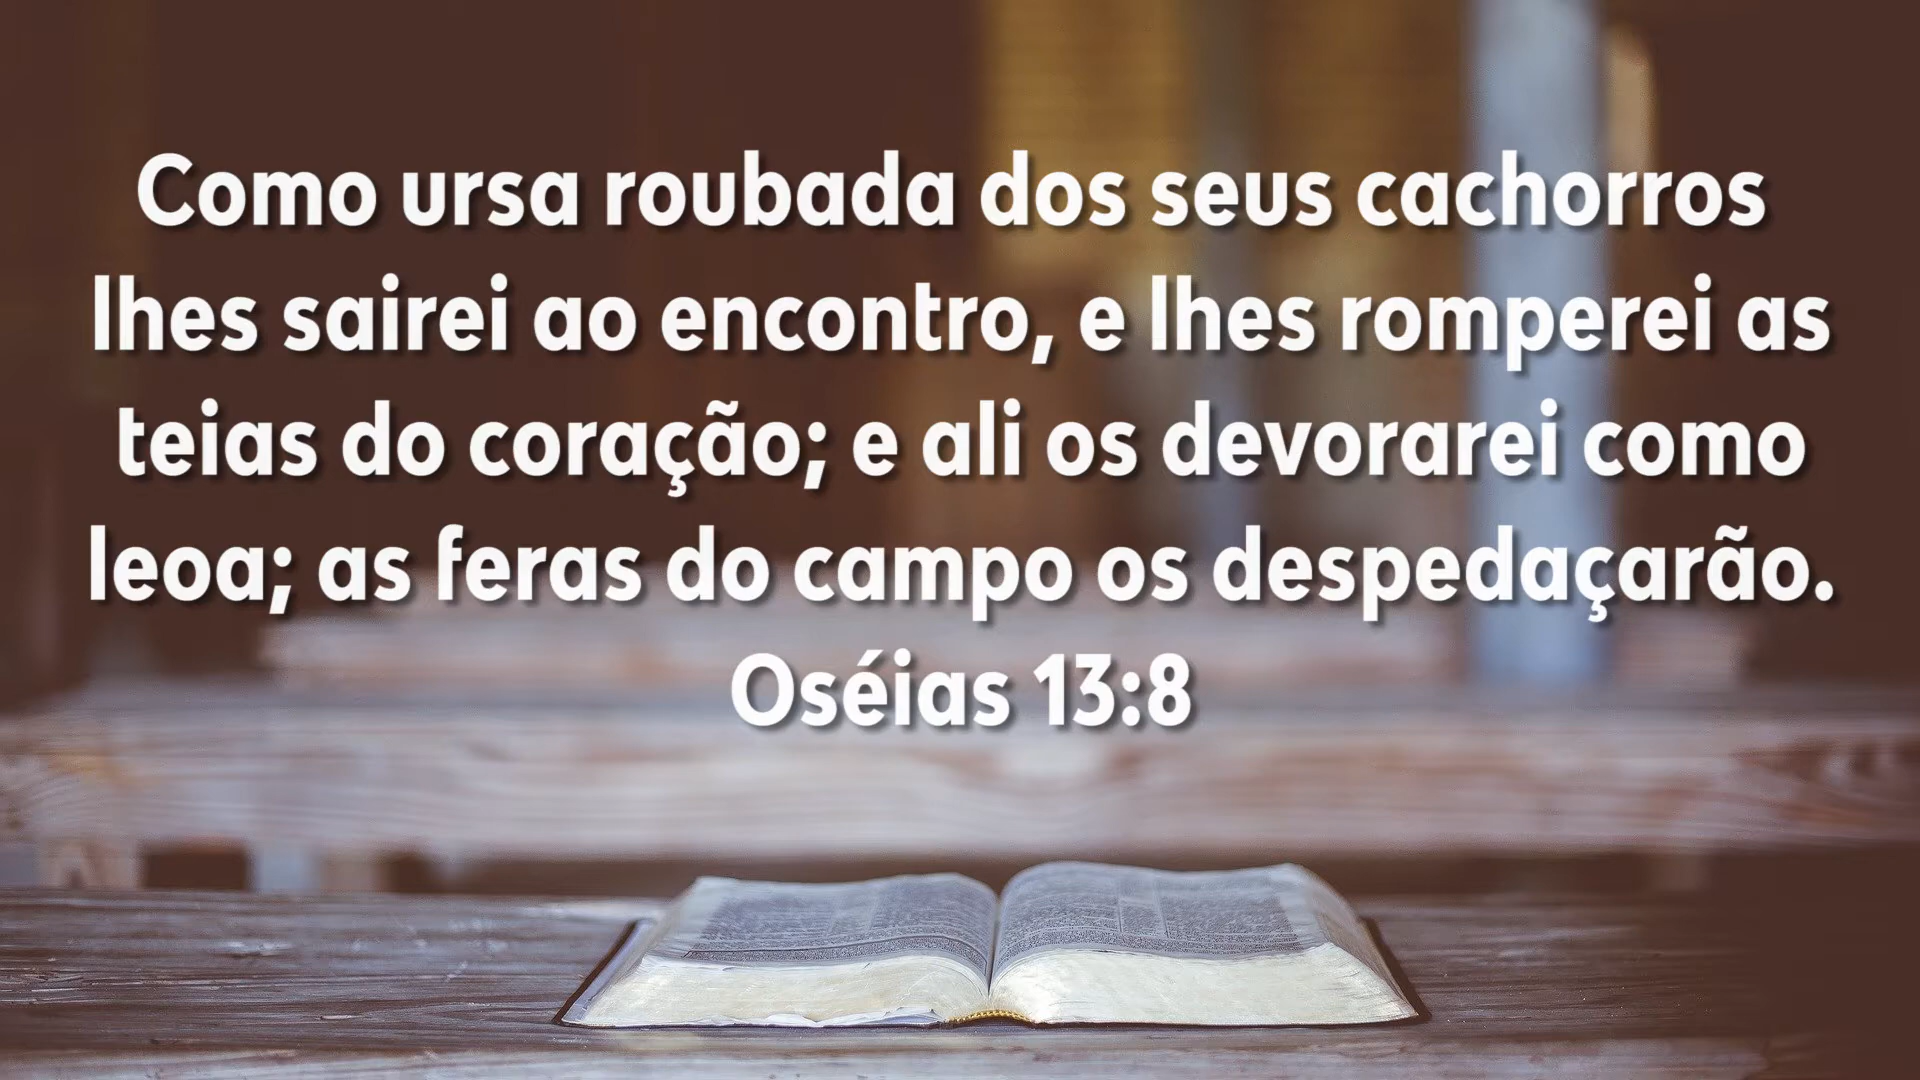 Como ursa roubada dos seus cachorros
lhes sairei ao encontro, e lhes romperei as
teias do coração; e ali os devorarei como
leoa; as feras do campo os despedaçarão.
Oséias 13:8